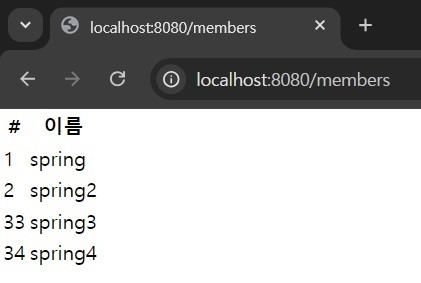 localhost:8080/members
localhost:8080/members
# 이름
1 spring
2 spring2
33 spring3
34 spring4